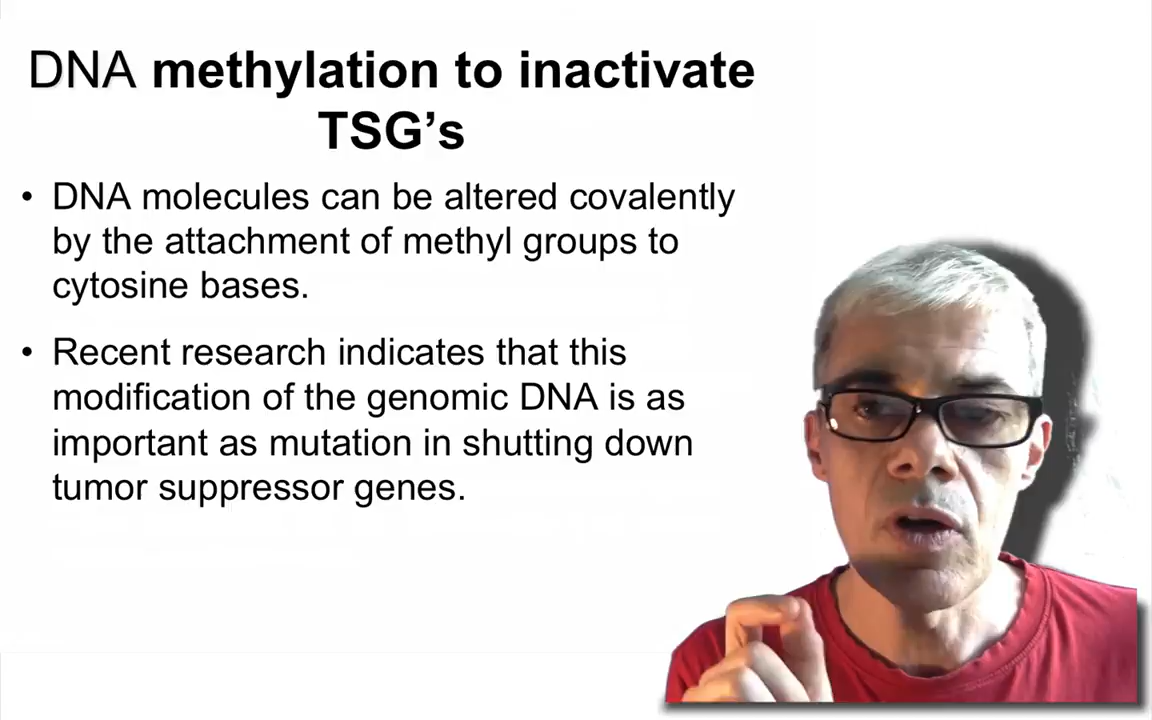 DNA methylation to inactivate
TSG's
• DNA molecules can be altered covalently
by the attachment of methyl groups to
cytosine bases.
• Recent research indicates that this
modification of the genomic DNA is as
important as mutation in shutting down
tumor suppressor genes.